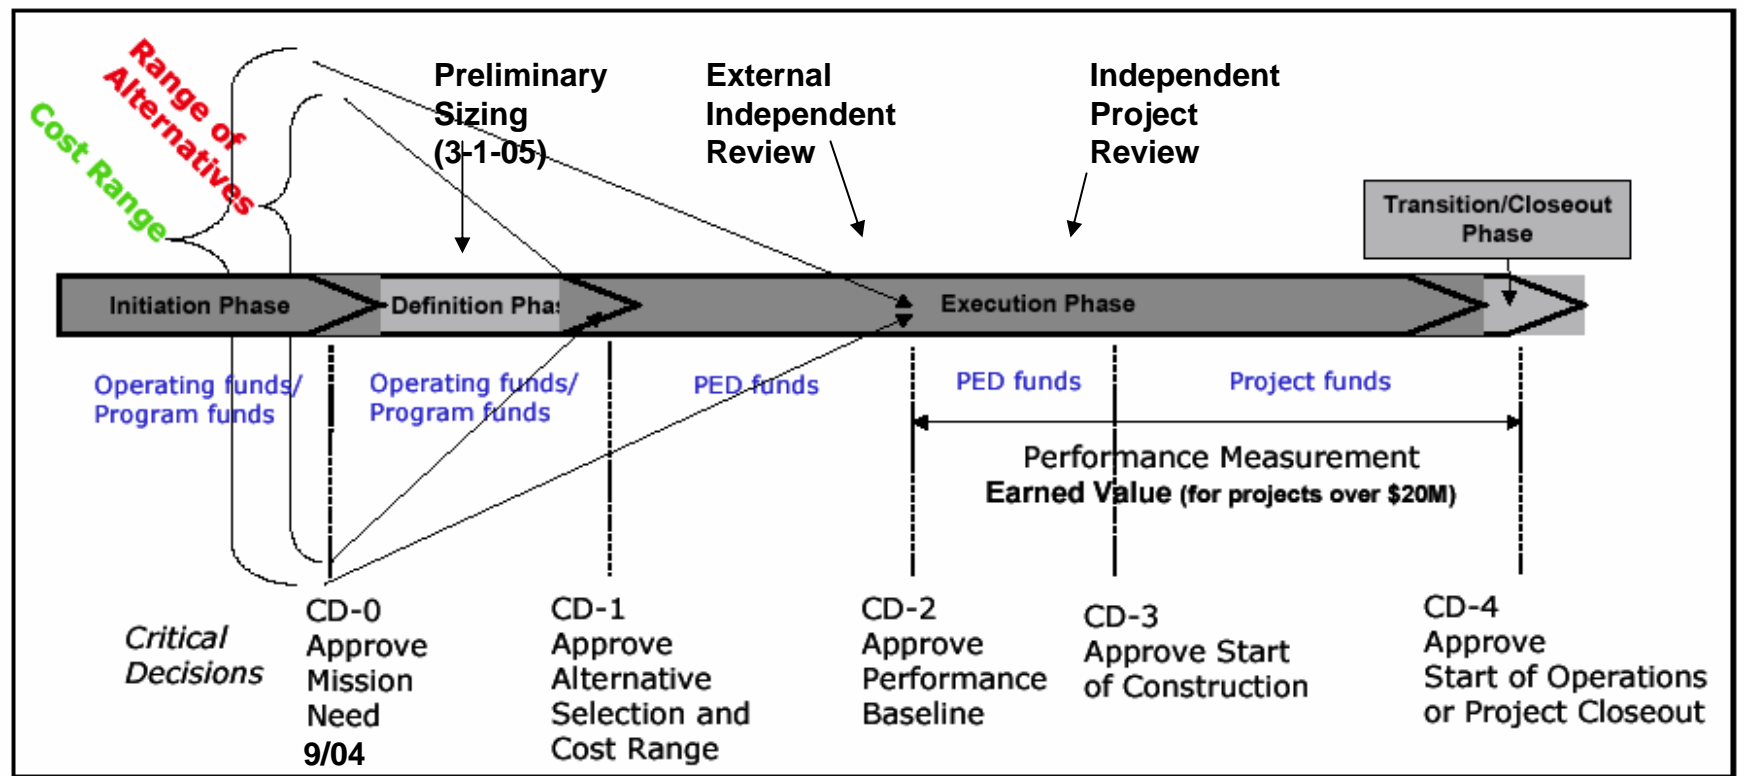 Range of
Alternatives
Cost Range
Preliminary
Sizing
(3-1-05)
External
Independent
Review
Independent
Project
Review
Transition/Closeout
Phase
Initiation Phase
Definition Phas
Execution Phase
Operating funds/
Program funds
Operating funds/
Program funds
PED funds
PED funds
Project funds
Performance Measurement
Earned Value (for projects over $20M)
Critical
Decisions
CD-0
Approve
Mission
Need
9/04
CD-1
Approve
Alternative
Selection and
Cost Range
CD-2
Approve
Performance
Baseline
CD-3
Approve Start
of Construction
CD-4
Approve
Start of Operations
or Project Closeout